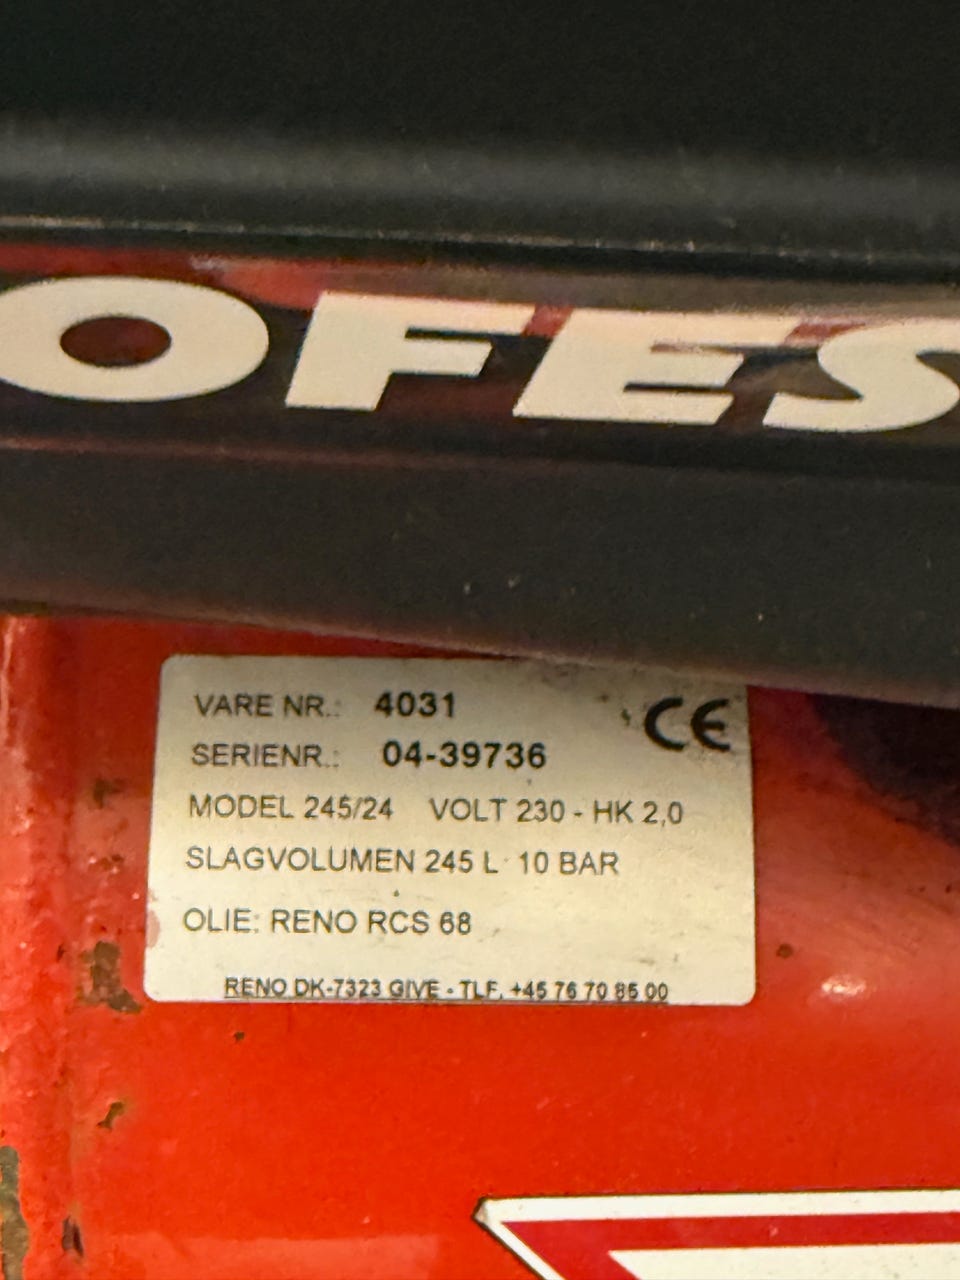 OFES
VARE NR.: 4031
CE
SERIENR.: 04-39736
MODEL 245/24 VOLT 230 - HK 2,0
SLAGVOLUMEN 245 L 10 BAR
OLIE: RENO RCS 68
RENO DK-7323 GIVE - TLF. +45 76 70 85 00